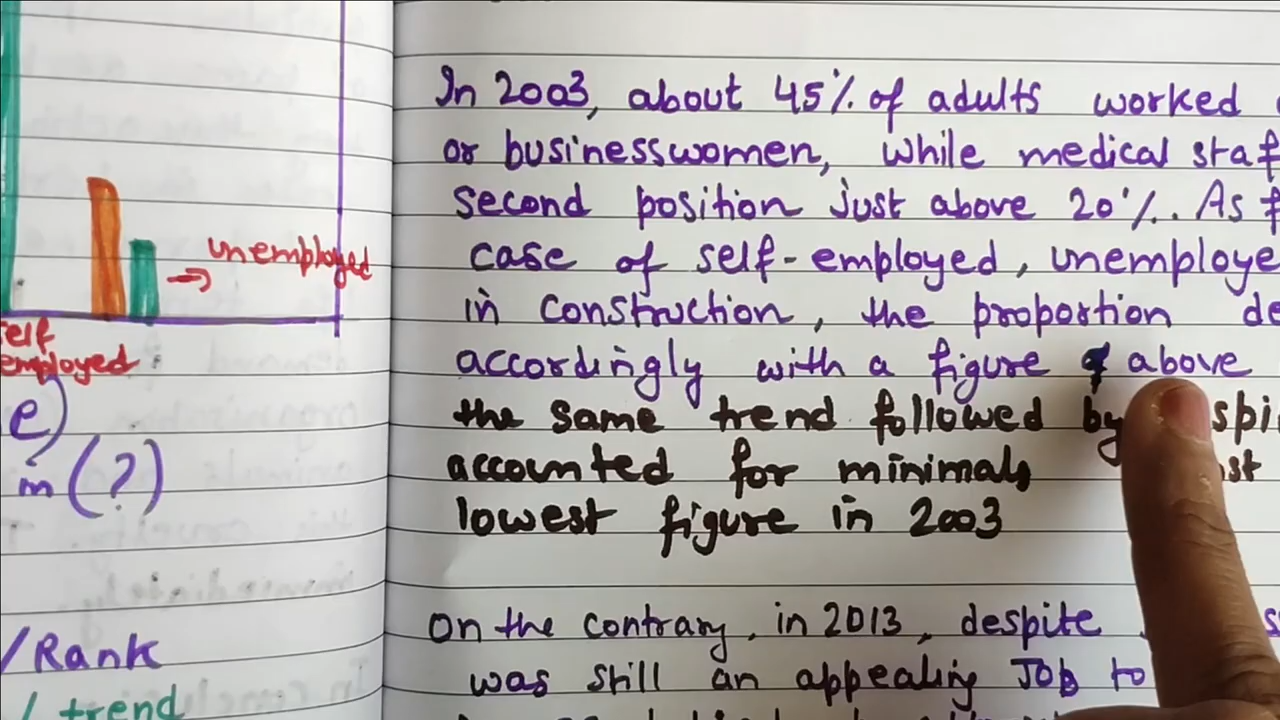 unemployed
self
employed
e)
in (?)
/Rank
/ trend
In 2003, about 45% of adults worked
or businesswomen, while medical staf
second position just above 20%. As f
case of self-employed, unemploye
in construction, the proportion de
accordingly with a figure of above
the same trend followed by spi
accounted for minimals st
lowest figure in 2003
On the contrary, in 2013, despite s
was still an appealing Job to